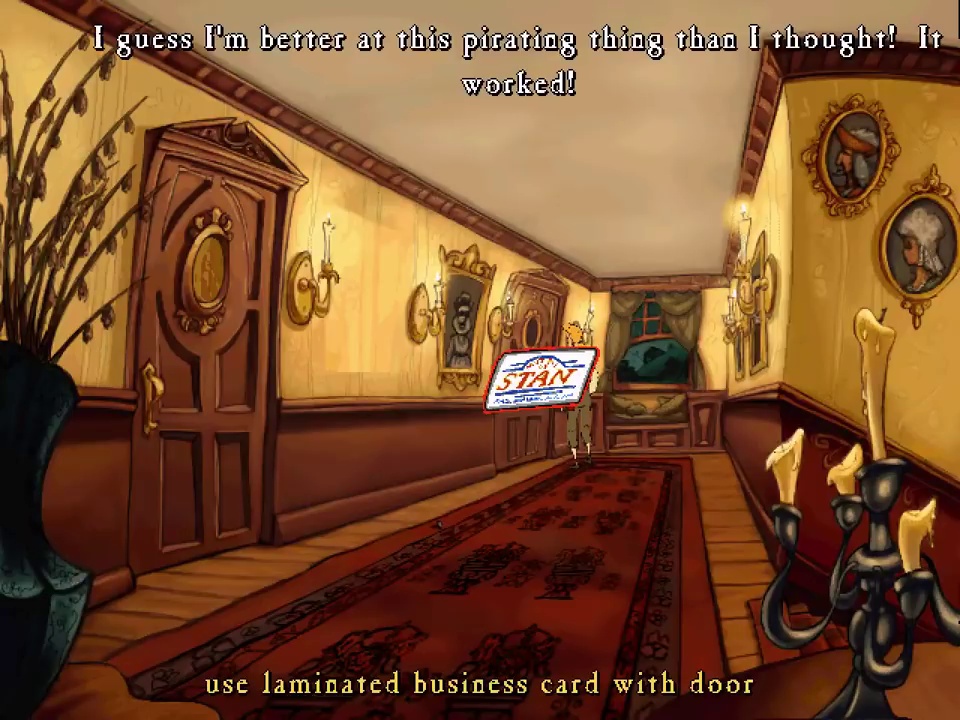 I guess I'm better at this pirating thing than I thought! It
worked!
STAN
use laminated business card with door